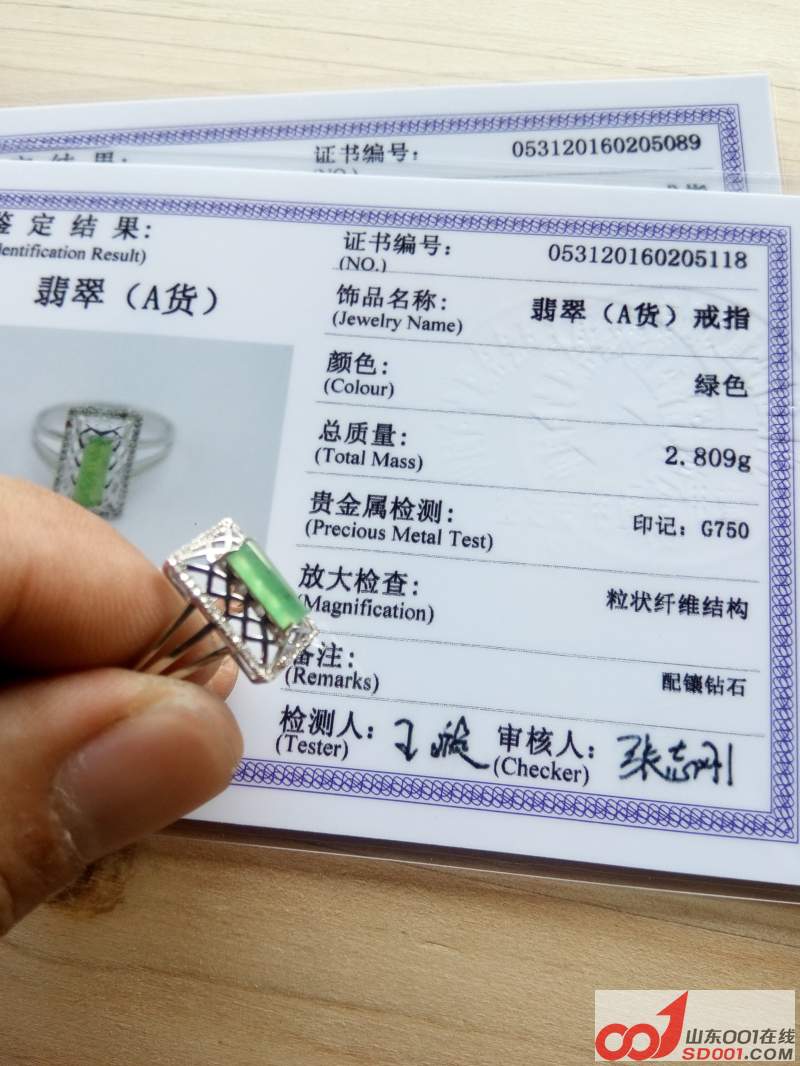 证书编号:
053120160205089
鉴定结果:
(Identification Result)
翡翠（A货）
证书编号:
(NO.)
053120160205118
饰品名称:
(Jewelry Name)
翡翠（A货）戒指
颜色:
(Colour)
绿色
总质量:
(Total Mass)
2.809g
贵金属检测:
(Precious Metal Test)
印记: G750
放大检查:
(Magnification)
粒状纤维结构
备注:
(Remarks)
配镶钻石
检测人:
(Tester)
审核人:
(Checker)
张志刚
山东001在线
SD001.COM